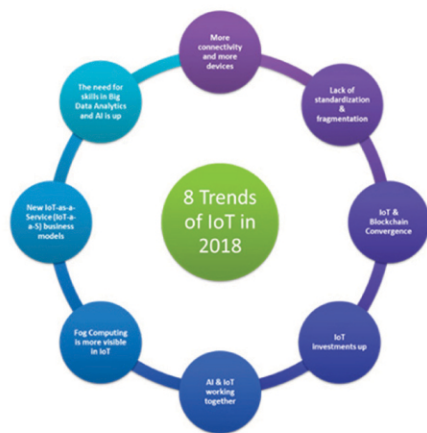 More
connectivity
and more
devices
Lack of
standardization
&
fragmentation
IoT &
Blockchain
Convergence
IoT
investments up
AI & IoT
working
together
Fog Computing
is more visible
in IoT
New IoT-as-a-
Service (IoT-a-
a-S) business
models
The need for
skills in Big
Data Analytics
and AI is up
8 Trends
of IoT in
2018